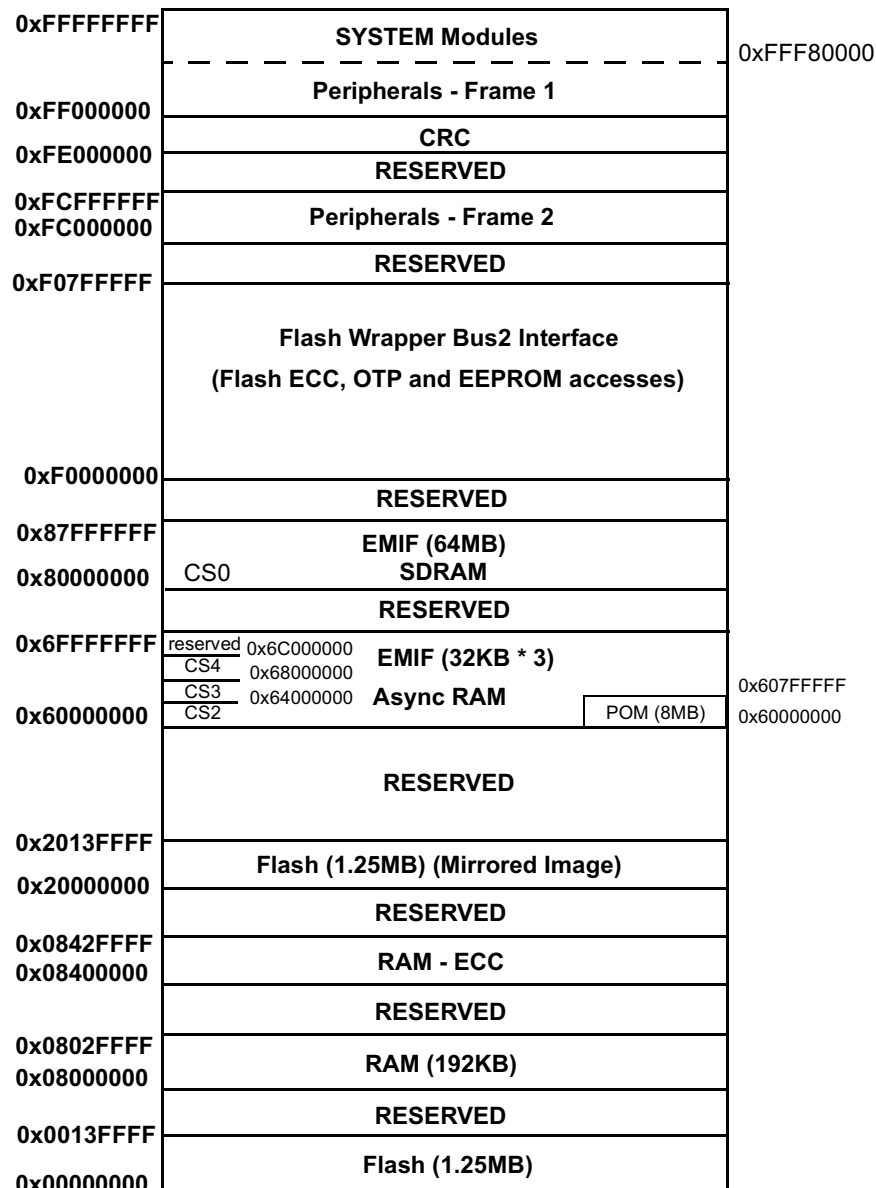 0xFFFFFFFF
SYSTEM Modules
0xFFF80000
Peripherals - Frame 1
0xFF000000
CRC
0xFE000000
RESERVED
0xFCFFFFFF
Peripherals - Frame 2
0xFC000000
RESERVED
0xF07FFFFF
Flash Wrapper Bus2 Interface
(Flash ECC, OTP and EEPROM accesses)
0xF0000000
RESERVED
0x87FFFFFF
EMIF (64MB)
0x80000000
CS0
SDRAM
RESERVED
0x6FFFFFFF
reserved
0x6C000000
EMIF (32KB * 3)
CS4
0x68000000
CS3
0x64000000
Async RAM
0x607FFFFF
0x60000000
CS2
POM (8MB)
0x60000000
RESERVED
0x2013FFFF
Flash (1.25MB) (Mirrored Image)
0x20000000
RESERVED
0x0842FFFF
RAM - ECC
0x08400000
RESERVED
0x0802FFFF
RAM (192KB)
0x08000000
RESERVED
0x0013FFFF
Flash (1.25MB)
0x00000000